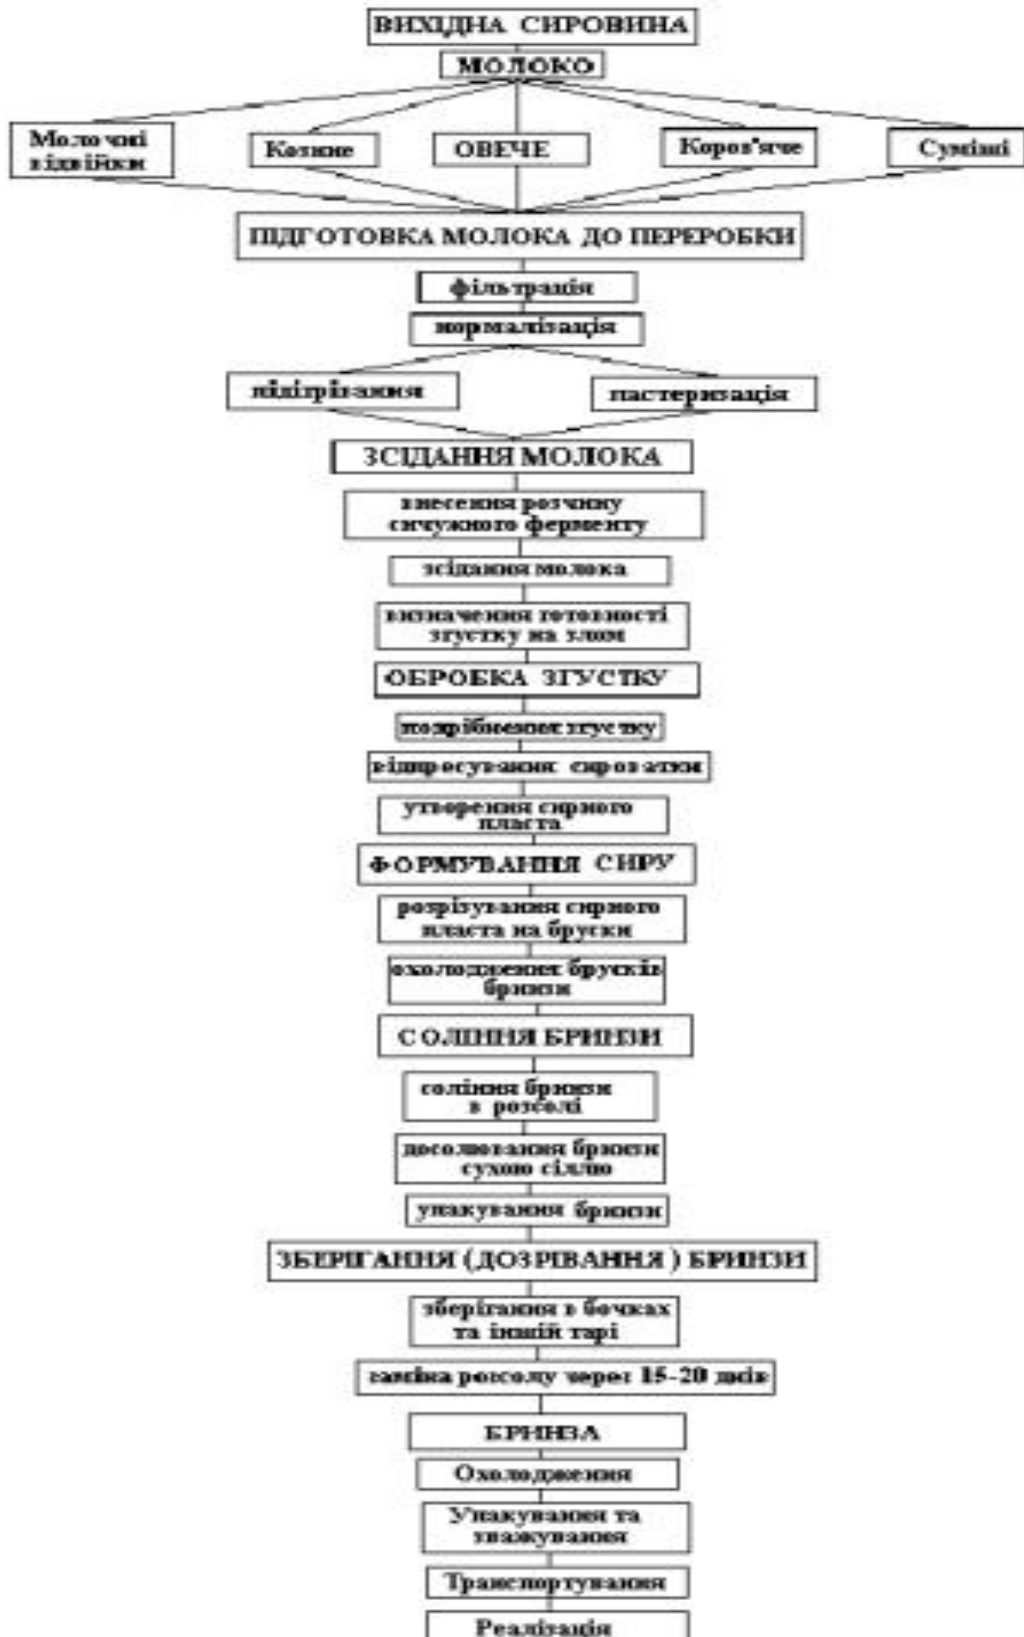 ВИХІДНА СИРОВИНА
МОЛОКО
Молочні
відвійки
Козине
ОВЕЧЕ
Коров'яче
Суміші
ПІДГОТОВКА МОЛОКА ДО ПЕРЕРОБКИ
фільтрація
нормалізація
підігрівання
пастеризація
ЗСІДАННЯ МОЛОКА
внесення розчину
сичужного ферменту
зсідання молока
визначення готовності
згустку на злом
ОБРОБКА ЗГУСТКУ
подрібнення згустку
відпресування сироватки
утворення сирного
пласта
ФОРМУВАННЯ СИРУ
розрізування сирного
пласта на бруски
охолодження брусків
бринзи
СОЛІННЯ БРИНЗИ
соління бринзи
в розсолі
досолювання бринзи
сухою сіллю
упакування бринзи
ЗБЕРІГАННЯ (ДОЗРІВАННЯ) БРИНЗИ
зберігання в бочках
та іншій тарі
заміна розсолу через 15-20 днів
БРИНЗА
Охолодження
Упакування та
зважування
Транспортування
Реалізація